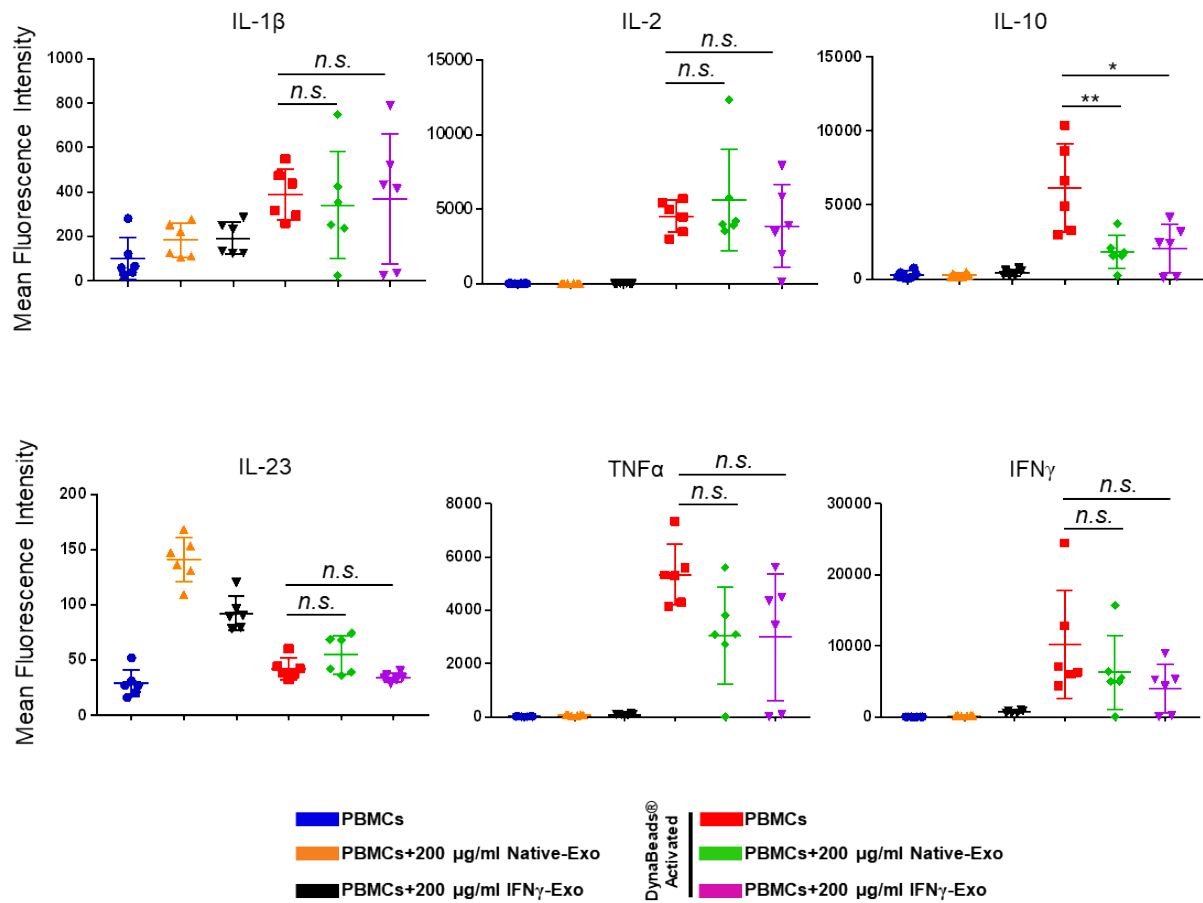 IL-1β
IL-2
IL-10
Mean Fluorescence Intensity
1000
800
600
400
200
0
n.s.
n.s.
15000
10000
5000
0
n.s.
n.s.
15000
10000
5000
0
*
**
IL-23
TNFα
IFNγ
Mean Fluorescence Intensity
200
150
100
50
0
n.s.
n.s.
8000
6000
4000
2000
0
n.s.
n.s.
30000
20000
10000
0
n.s.
n.s.
PBMCs
PBMCs+200 µg/ml Native-Exo
PBMCs+200 µg/ml IFNγ-Exo
DynaBeads®
Activated
PBMCs
PBMCs+200 µg/ml Native-Exo
PBMCs+200 µg/ml IFNγ-Exo